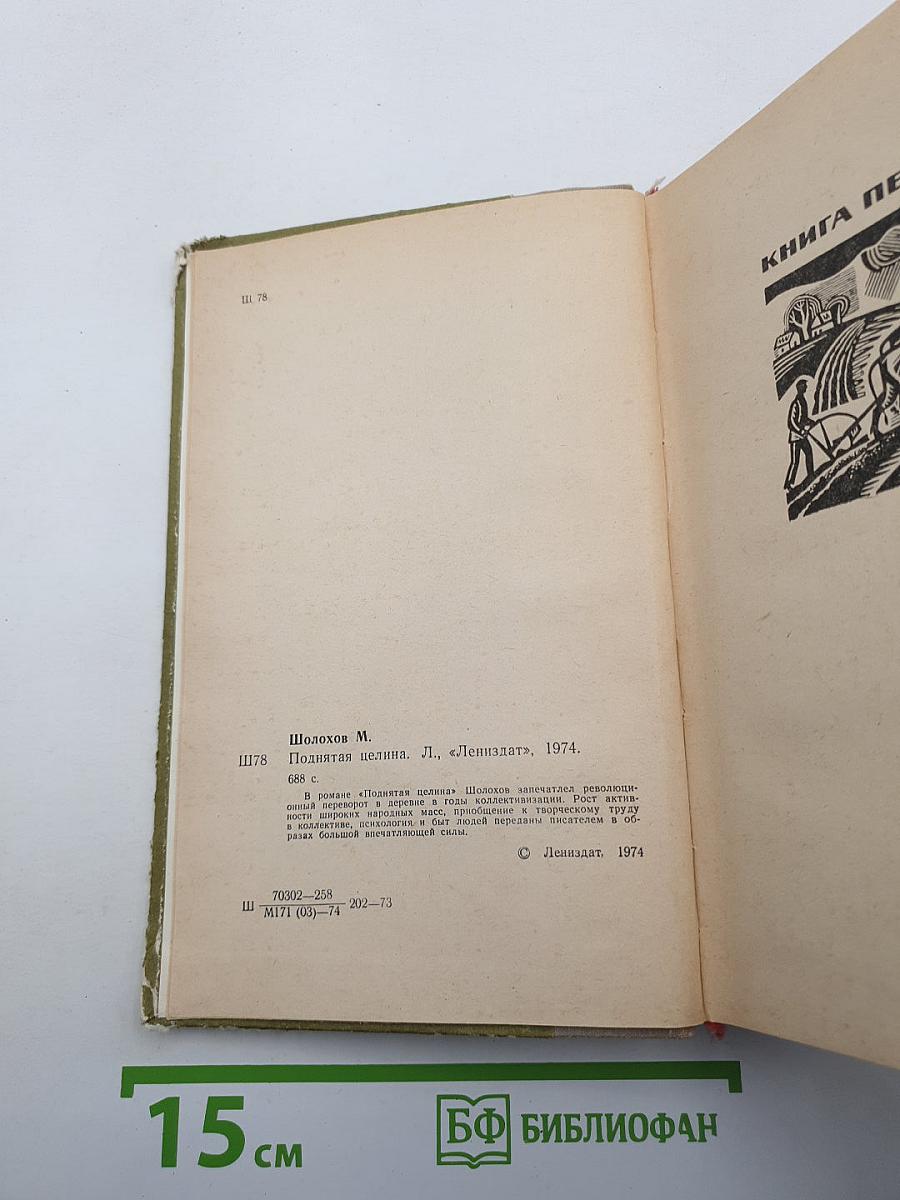 Ш 78
Шолохов М.
Ш78 Поднятая целина. Л., «Лениздат», 1974.
688 с.
В романе «Поднятая целина» Шолохов запечатлел революци-
онный переворот в деревне в годы коллективизации. Рост актив-
ности широких народных масс, приобщение к творческому труду
в коллективе, психология и быт людей переданы писателем в об-
разах большой впечатляющей силы.
© Лениздат, 1974
70302—258
Ш 202—73
М171 (03)—74
КНИГА ПЕ
15 см
БФ БИБЛИОФАН